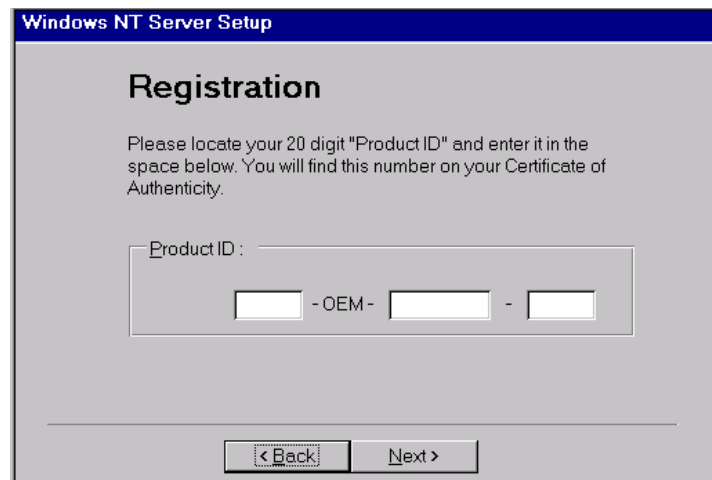 Windows NT Server Setup
Registration
Please locate your 20 digit "Product ID" and enter it in the
space below. You will find this number on your Certificate of
Authenticity.
Product ID :
- OEM - -
< Back Next >